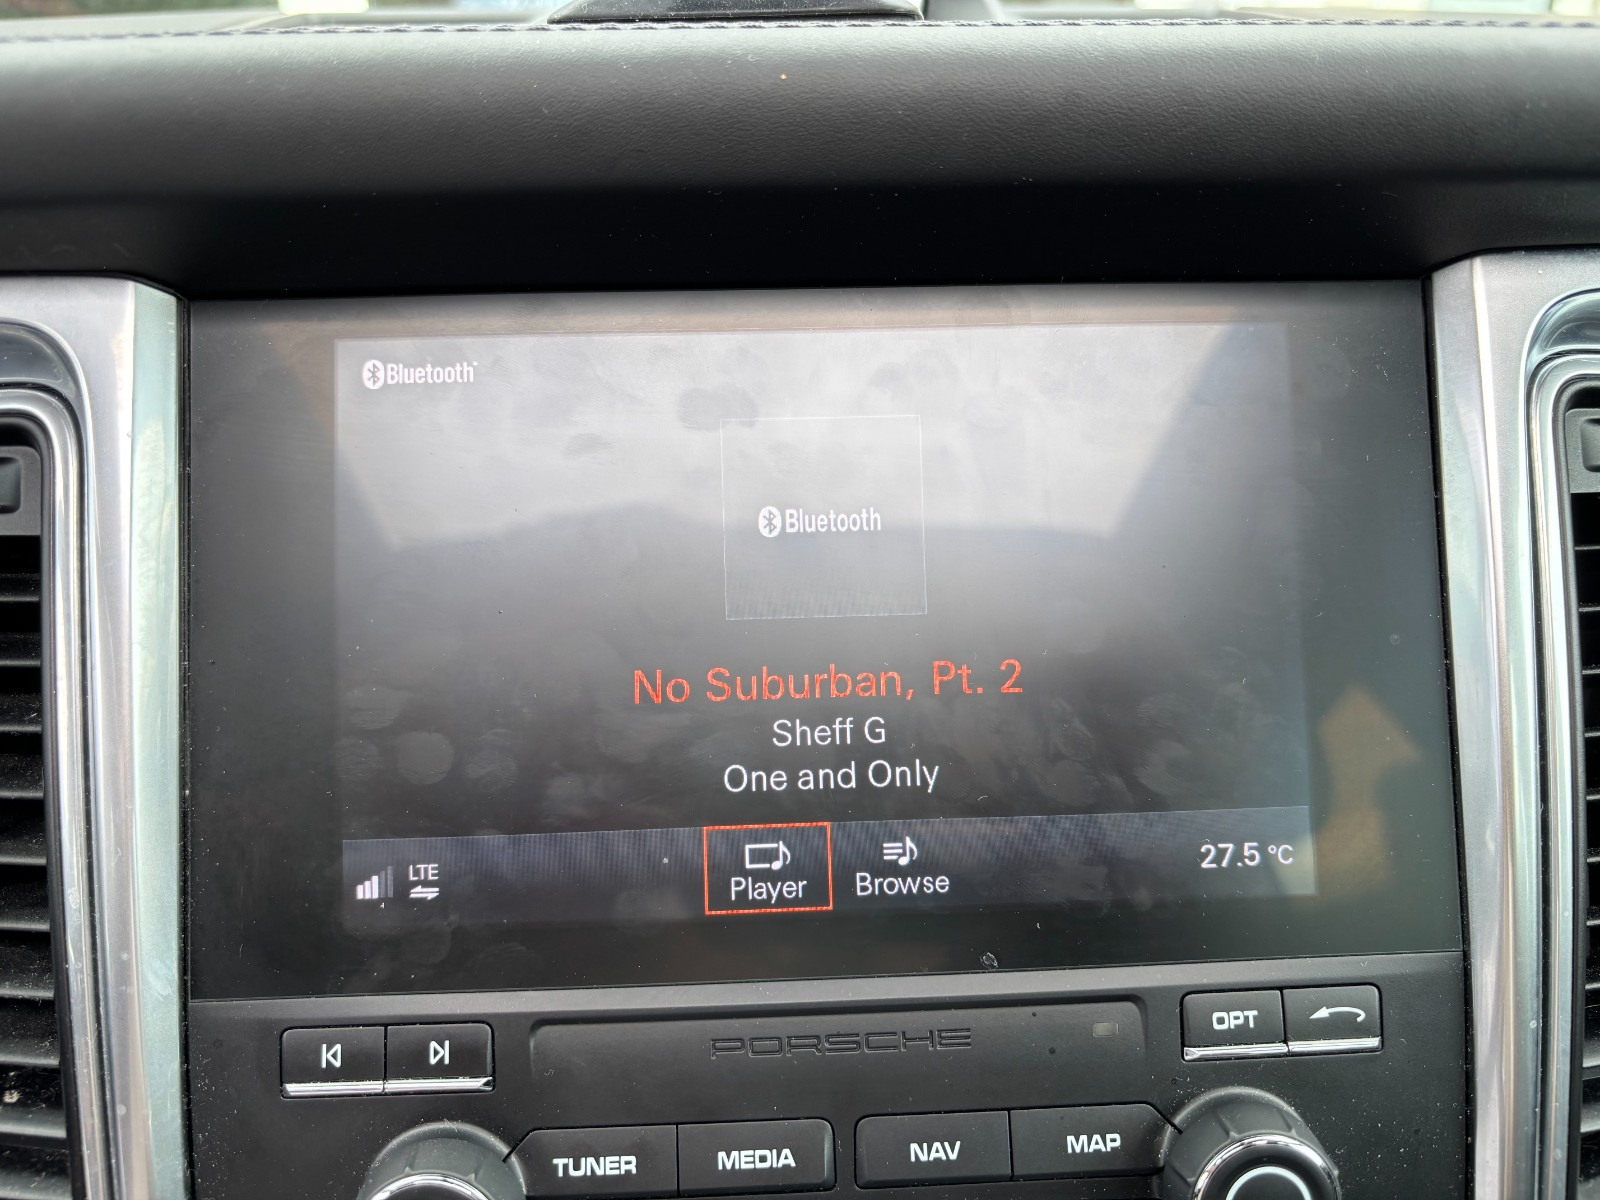 Bluetooth
Bluetooth
No Suburban, Pt. 2
Sheff G
One and Only
LTE
Player
Browse
27.5 °C
PORSCHE
OPT
TUNER
MEDIA
NAV
MAP